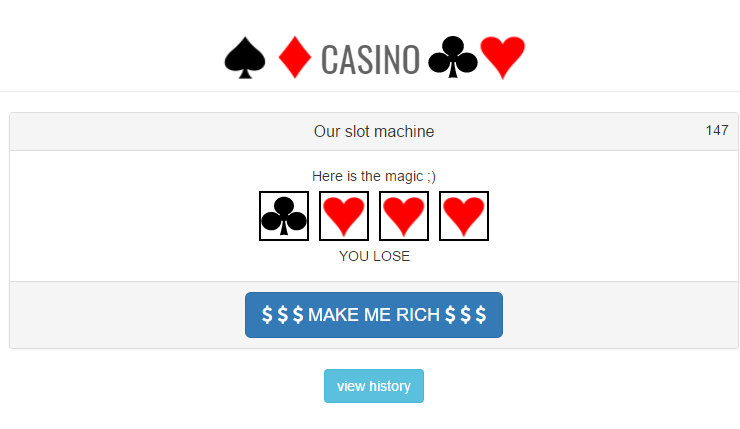 CASINO
Our slot machine 147
Here is the magic ;)
YOU LOSE
$ $ $ MAKE ME RICH $ $ $
view history